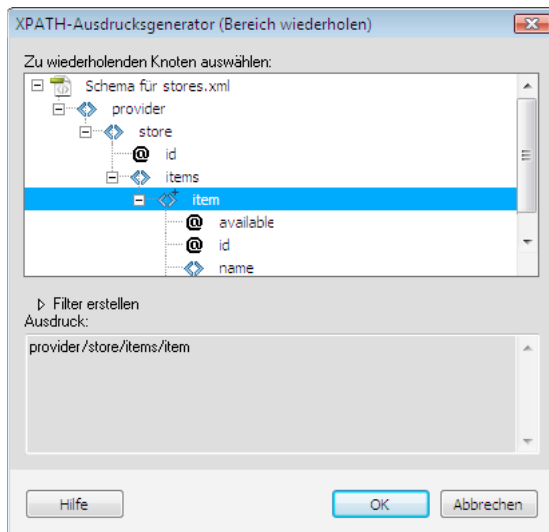 XPATH-Ausdrucksgenerator (Bereich wiederholen)
Zu wiederholenden Knoten auswählen:
Schema für stores.xml
provider
store
@ id
items
item
@ available
@ id
name
Filter erstellen
Ausdruck:
provider/store/items/item
Hilfe
OK
Abbrechen